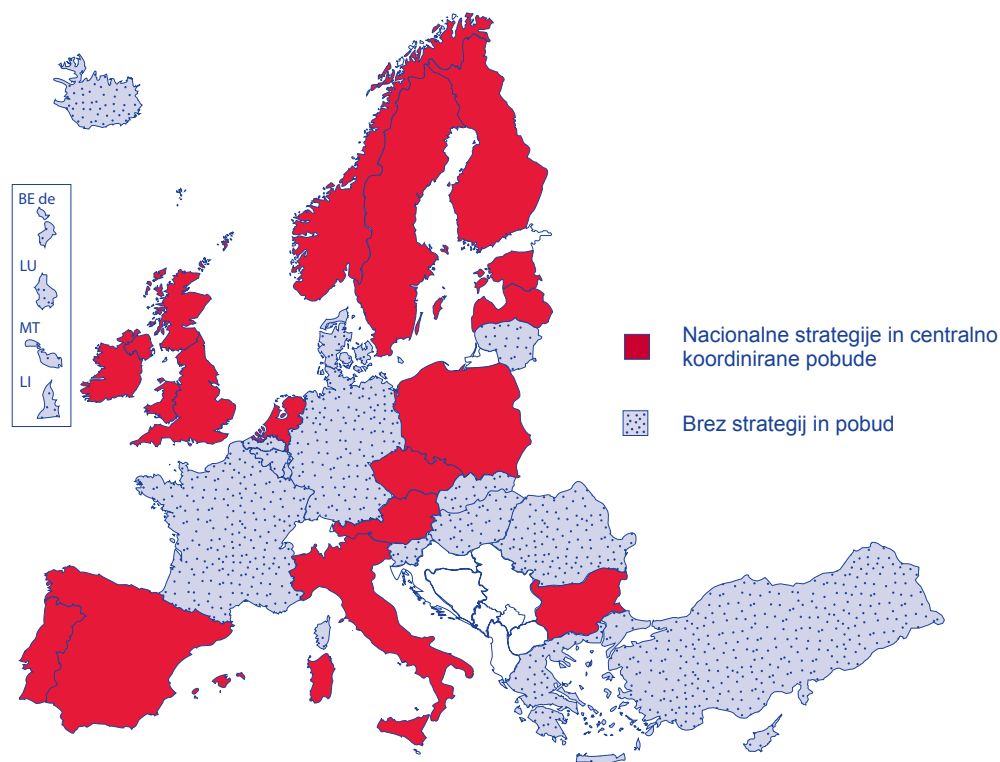 BE de
LU
MT
LI
Nacionalne strategije in centralno
koordinirane pobude
Brez strategij in pobud